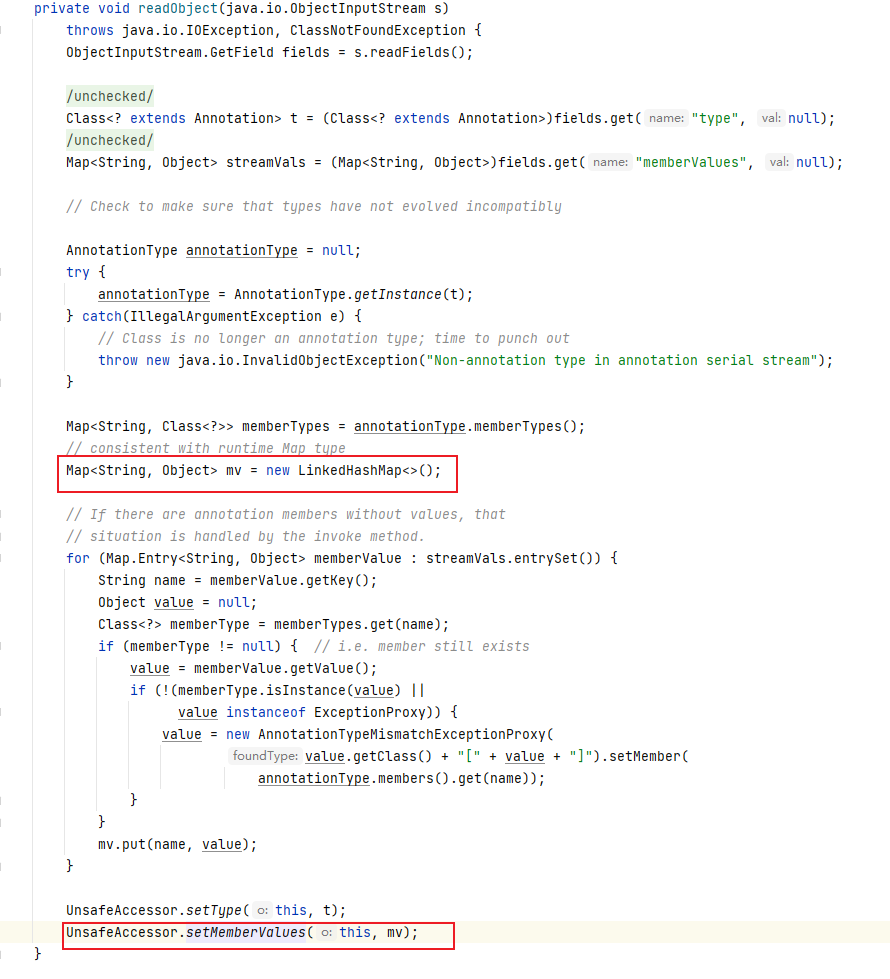 private void readObject(java.io.ObjectInputStream s)
    throws java.io.IOException, ClassNotFoundException {
    ObjectInputStream.GetField fields = s.readFields();

    /unchecked/
    Class<? extends Annotation> t = (Class<? extends Annotation>)fields.get( name: "type", val: null);
    /unchecked/
    Map<String, Object> streamVals = (Map<String, Object>)fields.get( name: "memberValues", val: null);

    // Check to make sure that types have not evolved incompatibly

    AnnotationType annotationType = null;
    try {
        annotationType = AnnotationType.getInstance(t);
    } catch(IllegalArgumentException e) {
        // Class is no longer an annotation type; time to punch out
        throw new java.io.InvalidObjectException("Non-annotation type in annotation serial stream");
    }

    Map<String, Class<?>> memberTypes = annotationType.memberTypes();
    // consistent with runtime Map type
    Map<String, Object> mv = new LinkedHashMap<>();

    // If there are annotation members without values, that
    // situation is handled by the invoke method.
    for (Map.Entry<String, Object> memberValue : streamVals.entrySet()) {
        String name = memberValue.getKey();
        Object value = null;
        Class<?> memberType = memberTypes.get(name);
        if (memberType != null) {  // i.e. member still exists
            value = memberValue.getValue();
            if (!(memberType.isInstance(value) ||
                  value instanceof ExceptionProxy)) {
                value = new AnnotationTypeMismatchExceptionProxy(
                        foundType: value.getClass() + "[" + value + "]").setMember(
                            annotationType.members().get(name));
            }
        }
        mv.put(name, value);
    }

    UnsafeAccessor.setType( o: this, t);
    UnsafeAccessor.setMemberValues( o: this, mv);
}